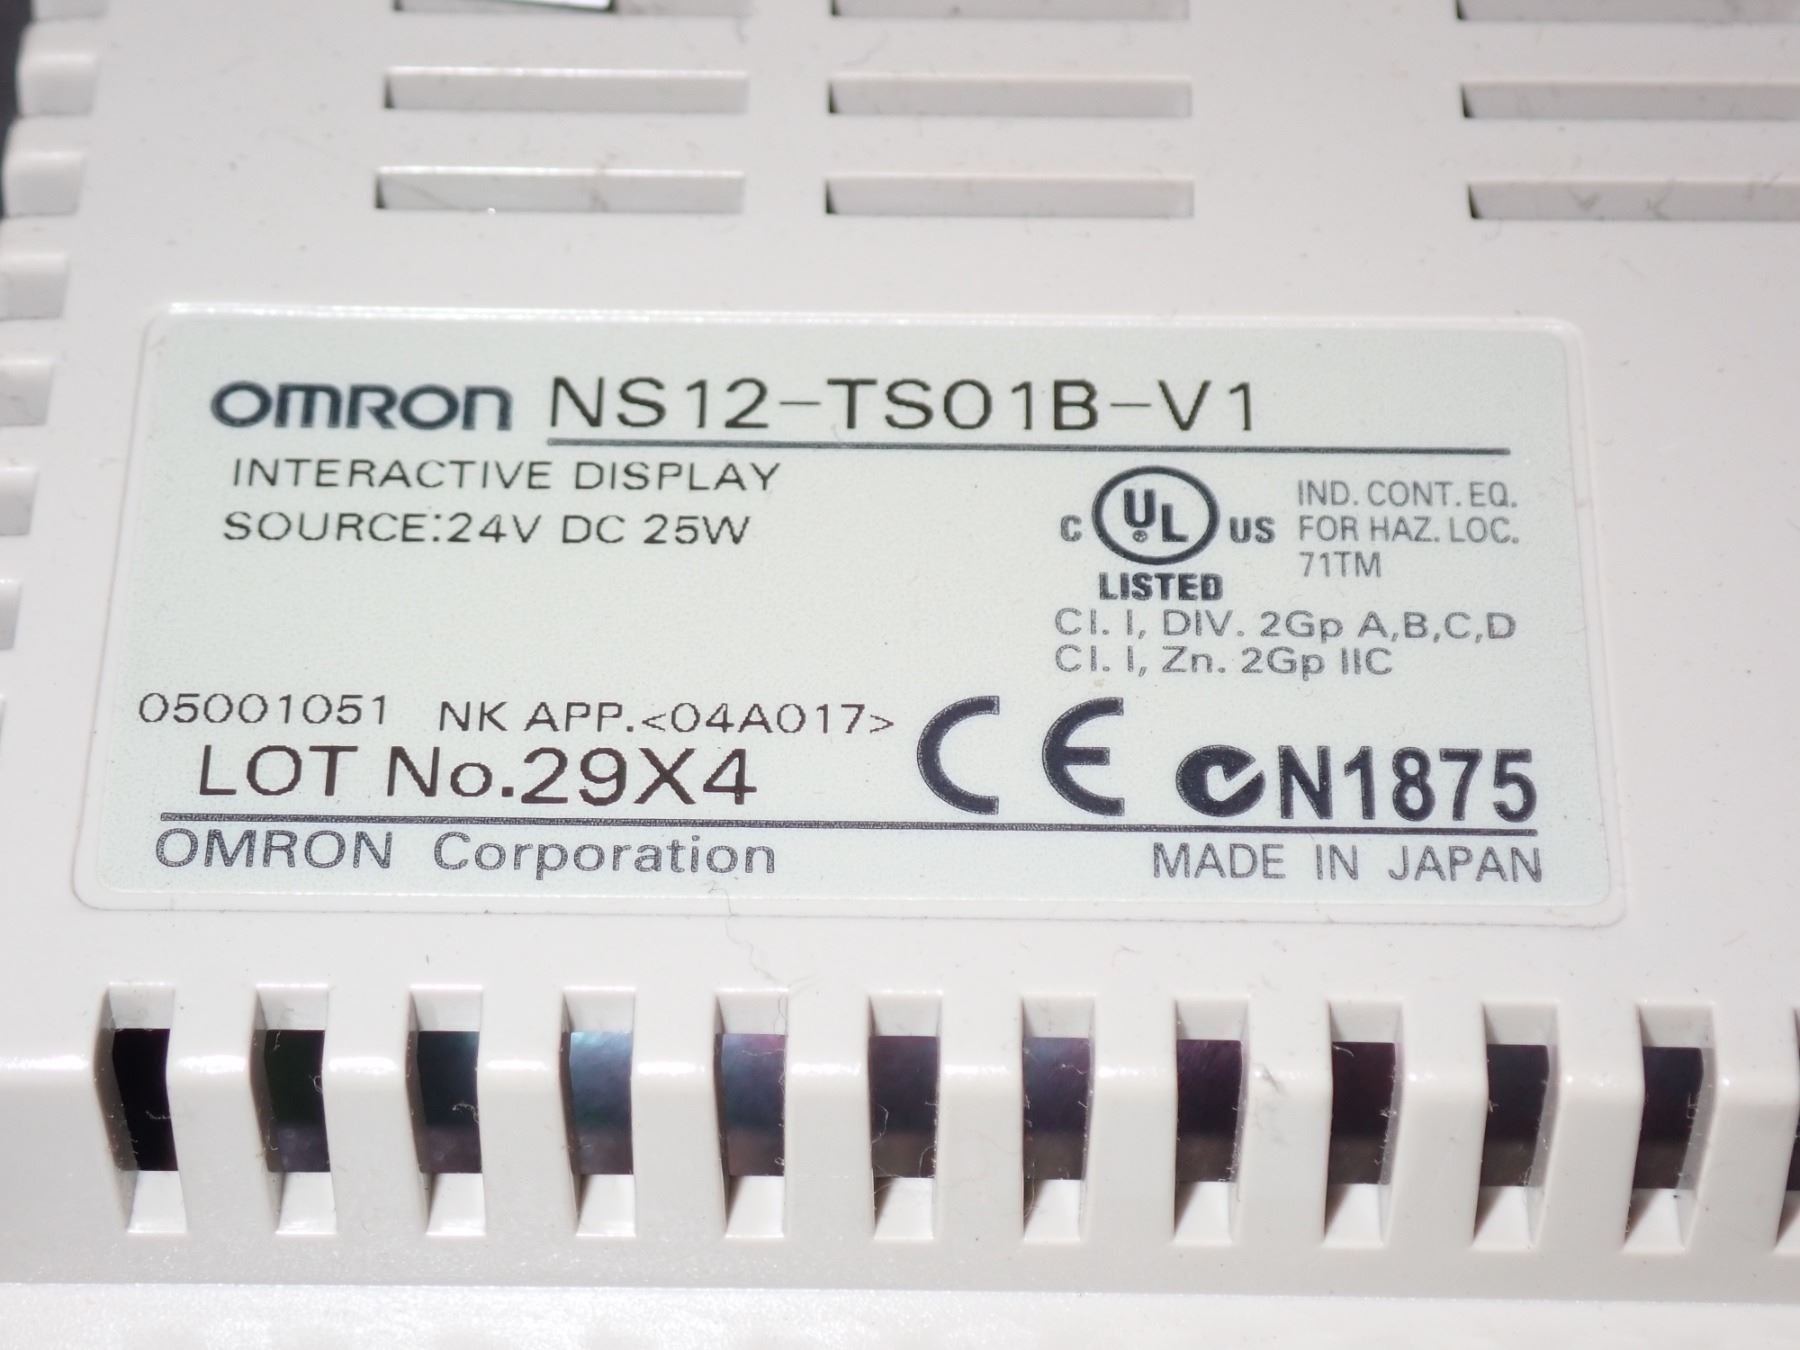 OMRON NS12-TS01B-V1
INTERACTIVE DISPLAY
SOURCE:24V DC 25W
C UL US IND. CONT. EQ.
FOR HAZ. LOC.
71TM
LISTED
Cl. I, DIV. 2Gp A,B,C,D
Cl. I, Zn. 2Gp IIC
05001051 NK APP.<04A017>
LOT No.29X4
CE N1875
OMRON Corporation MADE IN JAPAN